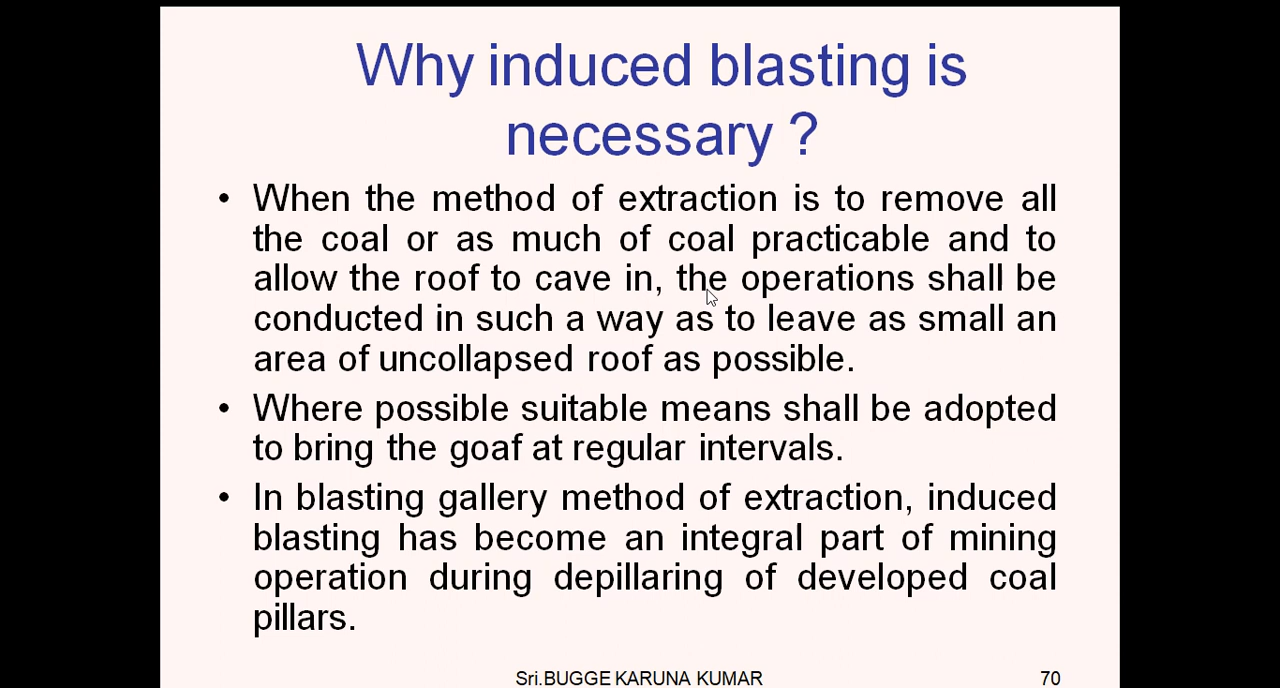 Why induced blasting is
necessary ?
• When the method of extraction is to remove all
the coal or as much of coal practicable and to
allow the roof to cave in, the operations shall be
conducted in such a way as to leave as small an
area of uncollapsed roof as possible.
• Where possible suitable means shall be adopted
to bring the goaf at regular intervals.
• In blasting gallery method of extraction, induced
blasting has become an integral part of mining
operation during depillaring of developed coal
pillars.
Sri.BUGGE KARUNA KUMAR 70